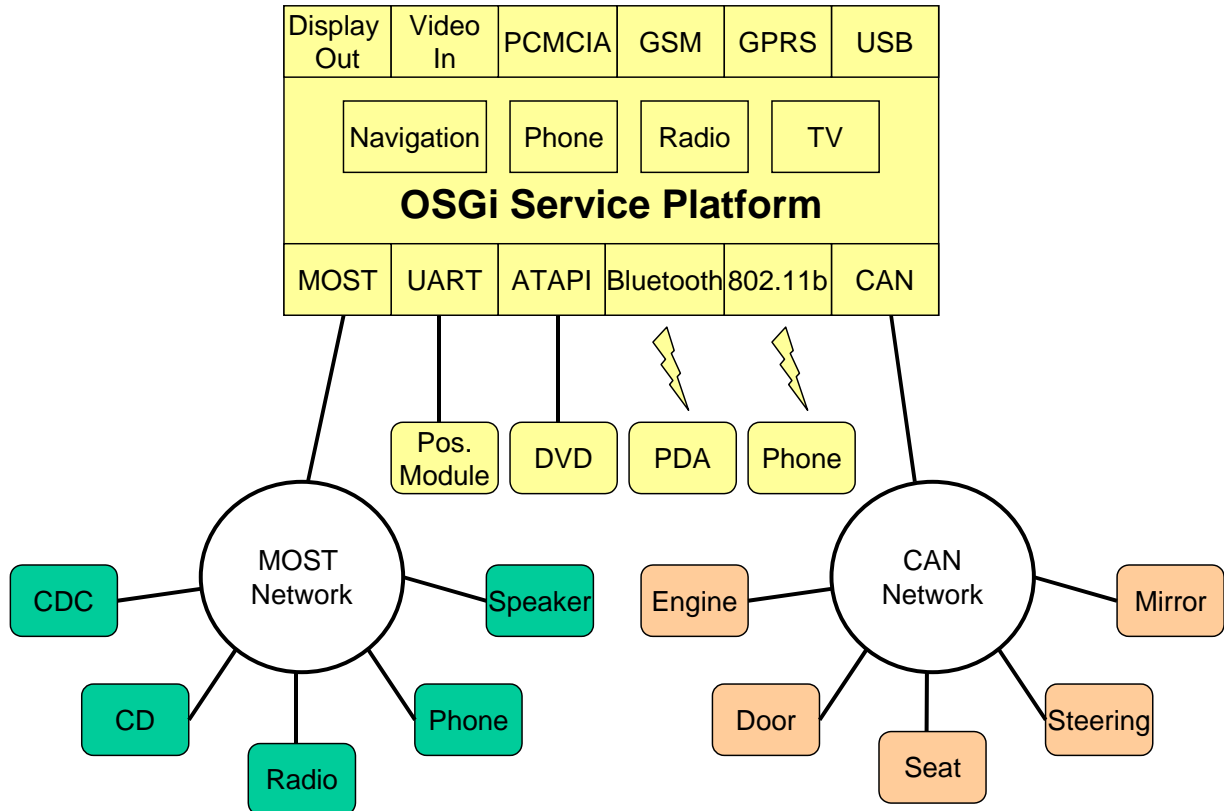 Display
Out
Video
In
PCMCIA
GSM
GPRS
USB
Navigation
Phone
Radio
TV
OSGi Service Platform
MOST
UART
ATAPI
Bluetooth
802.11b
CAN
Pos.
Module
DVD
PDA
Phone
MOST
Network
CAN
Network
CDC
Speaker
Engine
Mirror
CD
Phone
Door
Steering
Radio
Seat